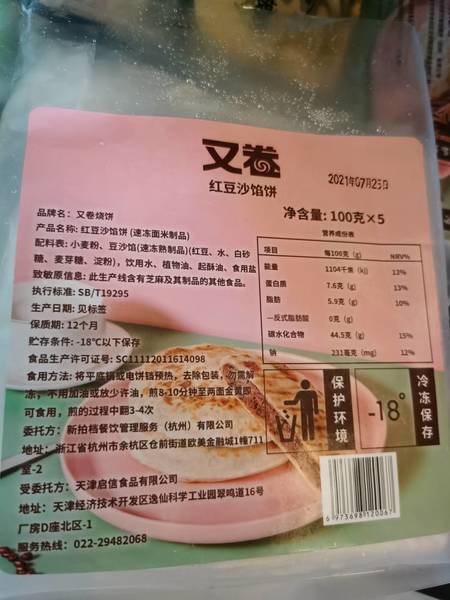 又卷
红豆沙馅饼
2021年07月23日
净含量: 100克×5
品牌名: 又卷烧饼
产品名称: 红豆沙馅饼 (速冻面米制品)
配料表: 小麦粉、豆沙馅(速冻熟制品)(红豆、水、白砂
糖、麦芽糖、淀粉)，饮用水、植物油、起酥油、食用盐
致敏原信息: 此生产线含有芝麻及其制品的其他食品。
执行标准: SB/T19295
生产日期: 见标签
保质期: 12个月
贮存条件: -18℃以下保存
食品生产许可证号: SC11112011614098
食用方法: 将平底锅或电饼铛预热，去除包装，勿需解
冻，不用加油或放少许油，煎8-10分钟至两面金黄即
可食用，煎的过程中翻3-4次
委托方: 新拍档餐饮管理服务（杭州）有限公司
地址: 浙江省杭州市余杭区仓前街道欧美金融城1幢711
室-2
受委托方: 天津启信食品有限公司
地址: 天津经济技术开发区逸仙科学工业园翠鸣道16号
厂房D座北区-1
服务热线: 022-29482068
营养成份表
项目 每100克（g） NRV%
能量 1104千焦（kj） 13%
蛋白质 7.6克（g） 13%
脂肪 5.9克（g） 10%
—反式脂肪酸 0克（g）
碳水化合物 44.5克（g） 15%
钠 231毫克（mg） 12%
保护环境
-18°
冷冻保存
6973698120067